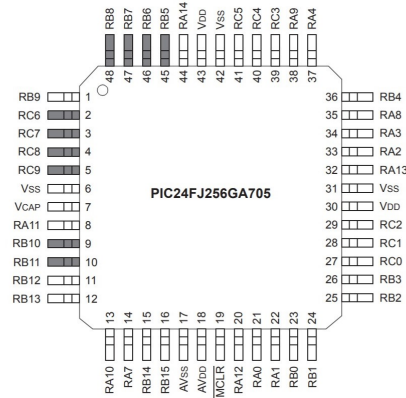 RB8 RB7 RB6 RB5 RA14 VDD VSS RC5 RC4 RC3 RA9 RA4
48 47 46 45 44 43 42 41 40 39 38 37
RB9 1 36 RB4
RC6 2 35 RA8
RC7 3 34 RA3
RC8 4 33 RA2
RC9 5 32 RA13
VSS 6 31 VSS
VCAP 7 30 VDD
RA11 8 29 RC2
RB10 9 28 RC1
RB11 10 27 RC0
RB12 11 26 RB3
RB13 12 25 RB2
PIC24FJ256GA705
13 14 15 16 17 18 19 20 21 22 23 24
RA10 RA7 RB14 RB15 AVSS AVDD MCLR RA12 RA0 RA1 RB0 RB1